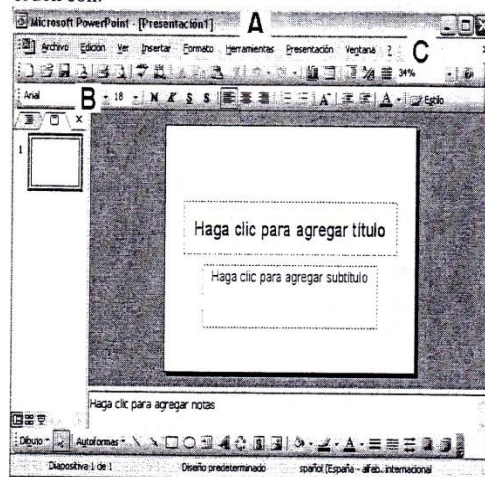 Microsoft PowerPoint - [Presentación1] A
Archivo Edición Ver Insertar Formato Herramientas Presentación Ventana ? C
34%
Arial B 18 N K S S A A Estilo
1
Haga clic para agregar título
Haga clic para agregar subtítulo
Haga clic para agregar notas
Dibujo Autoformas A
Diapositiva 1 de 1 Diseño predeterminado spañol (España - alfab. internacional